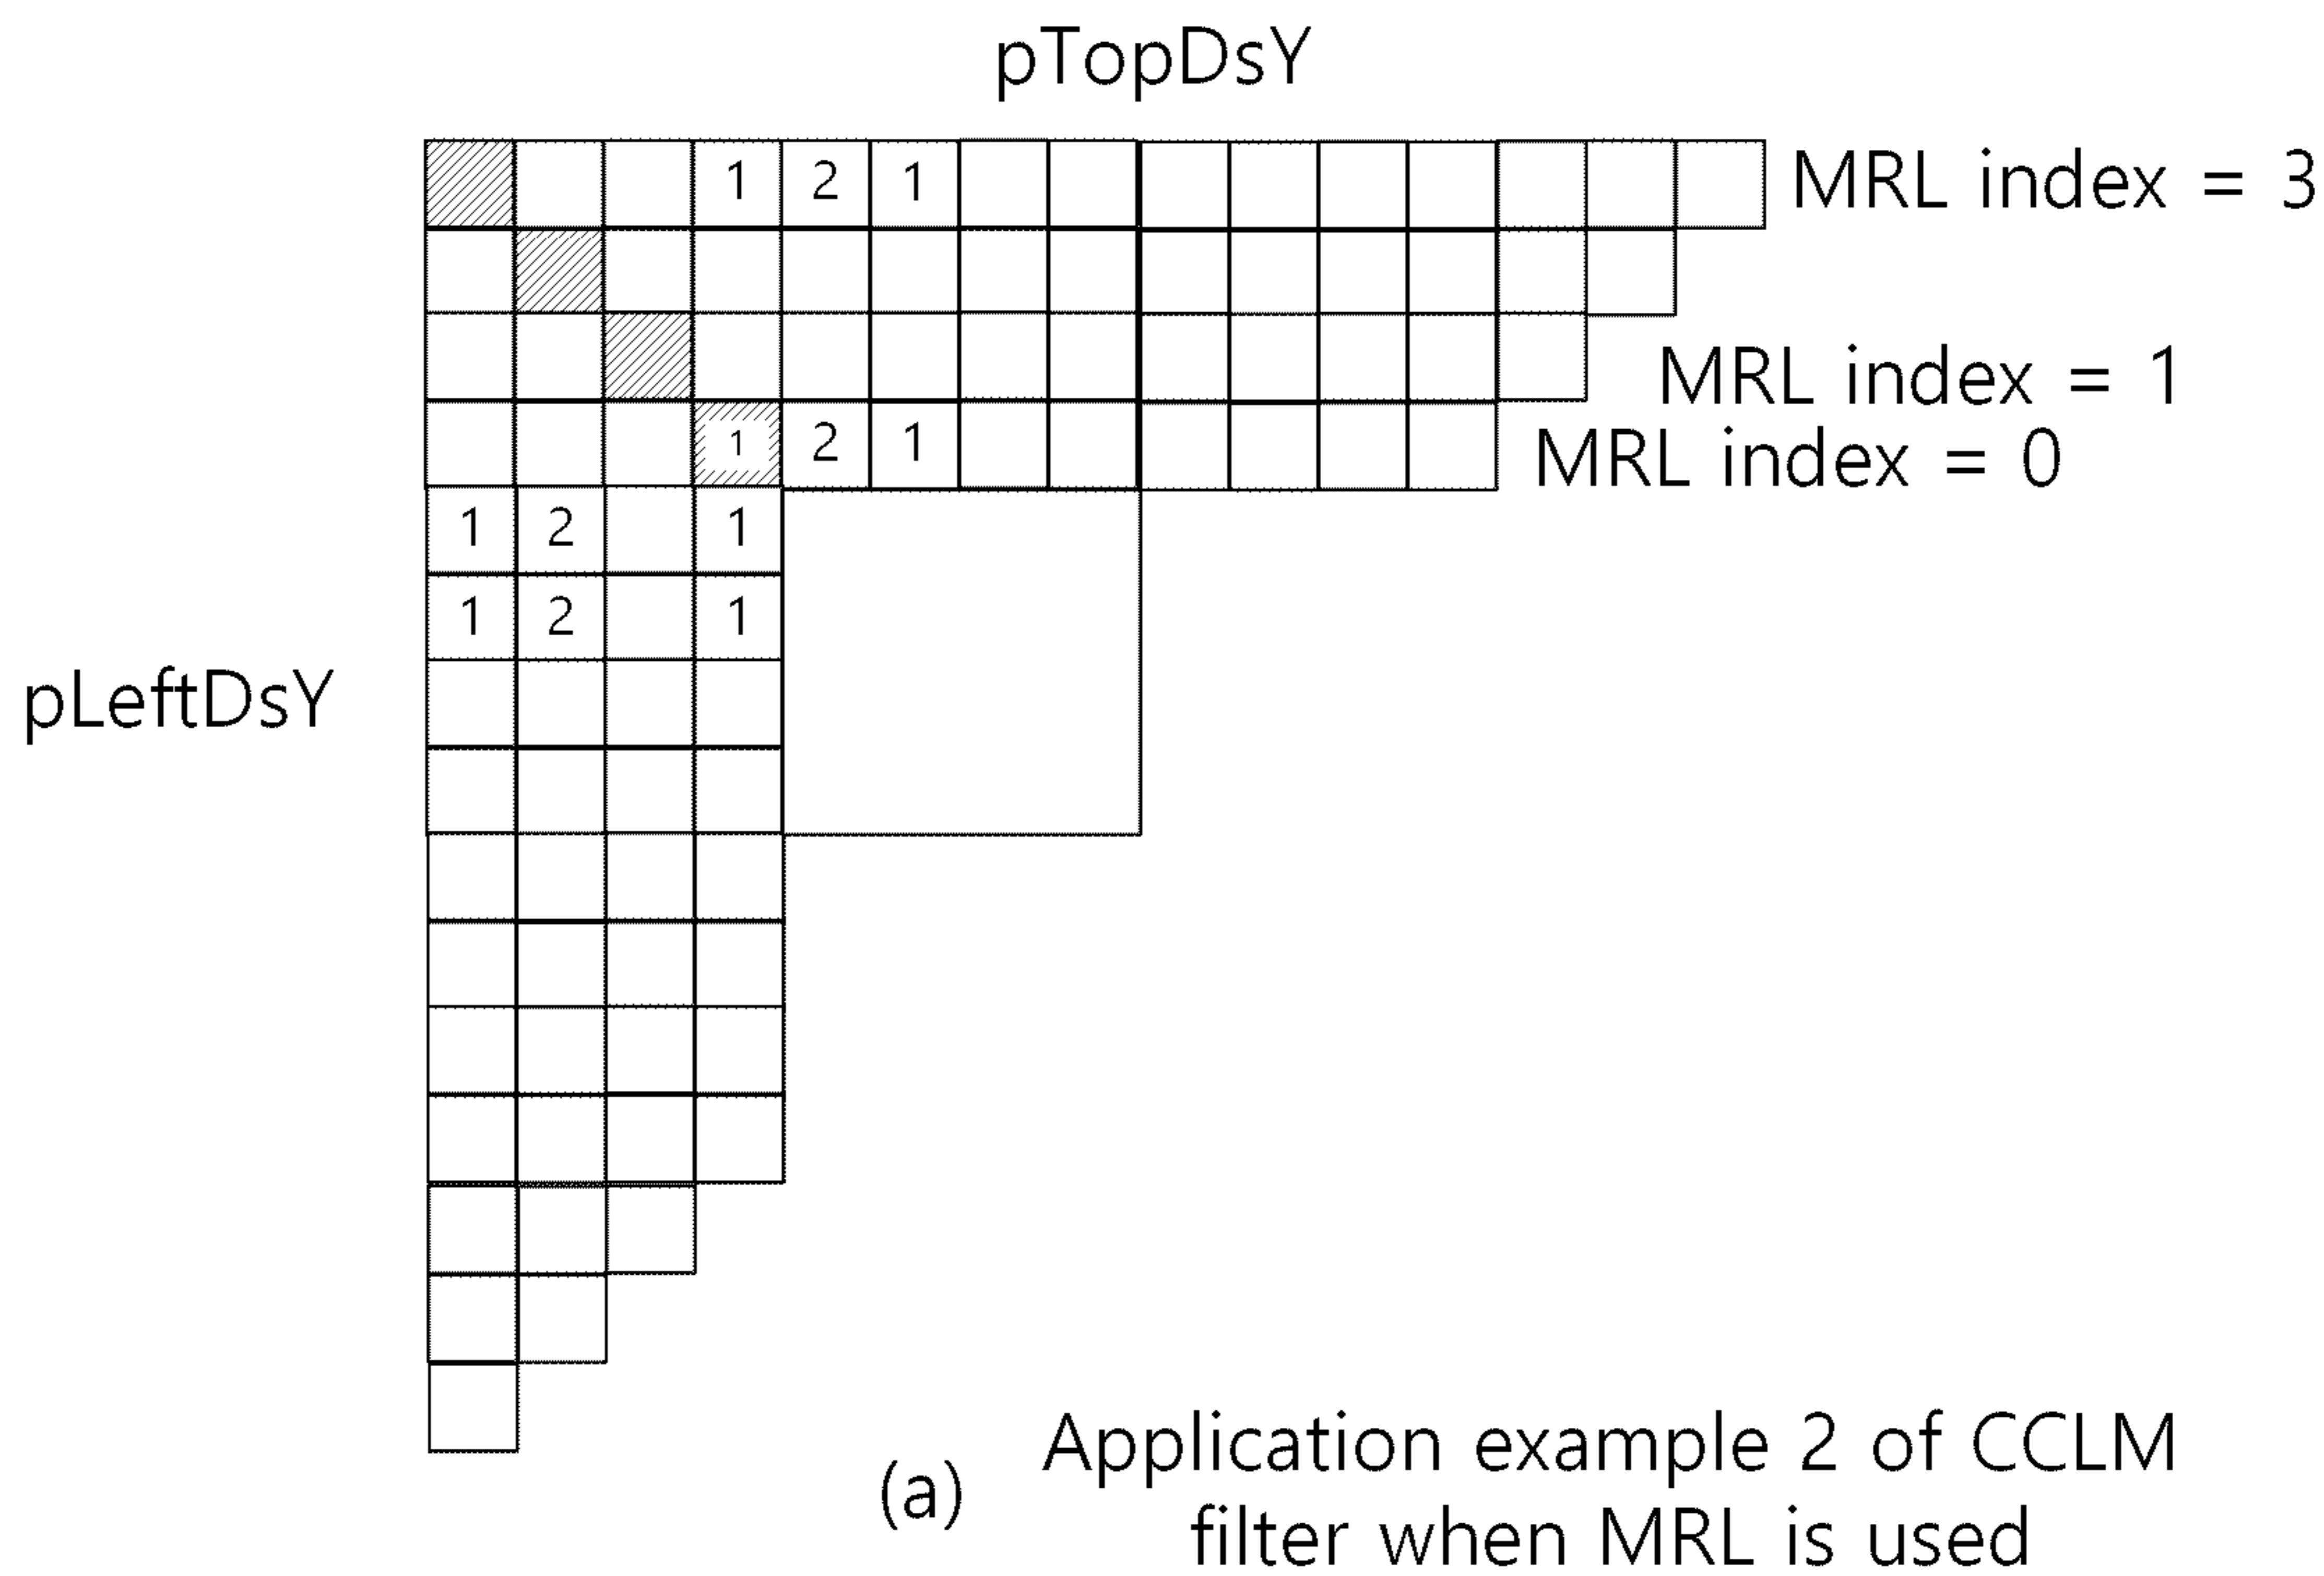 pTopDsY
1 2 1 MRL index = 3
MRL index = 1
1 2 1 MRL index = 0
1 2 1
1 2 1
pLeftDsY
(a) Application example 2 of CCLM
filter when MRL is used